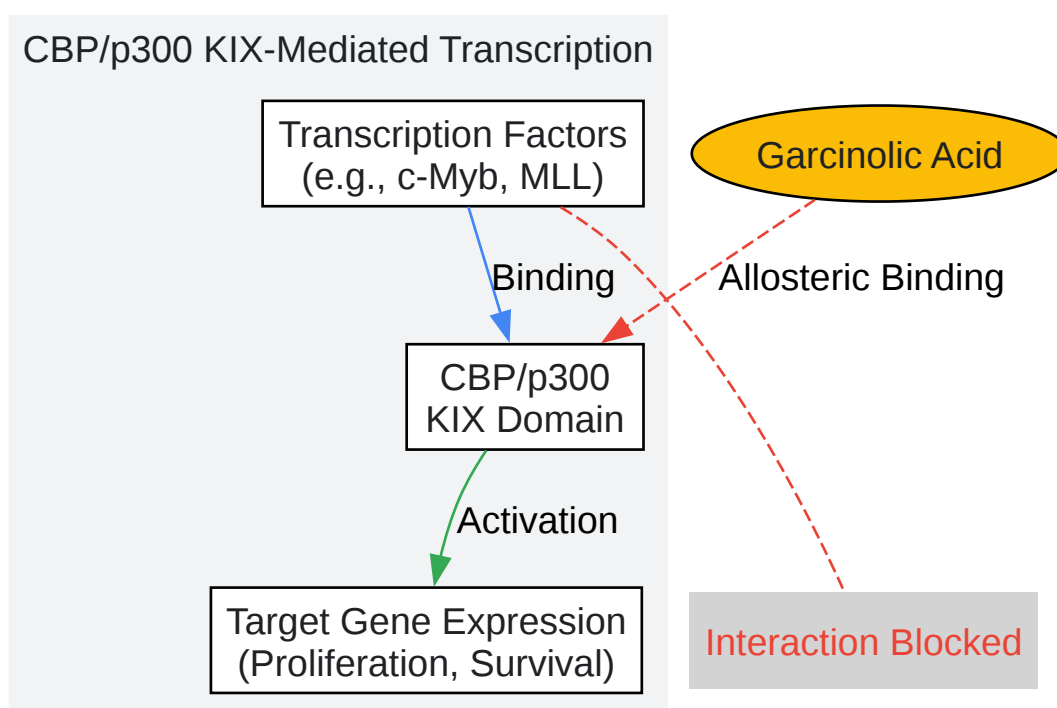 CBP/p300 KIX-Mediated Transcription
Transcription Factors
(e.g., c-Myb, MLL)
Garcinolic Acid
Binding
Allosteric Binding
CBP/p300
KIX Domain
Activation
Target Gene Expression
(Proliferation, Survival)
Interaction Blocked